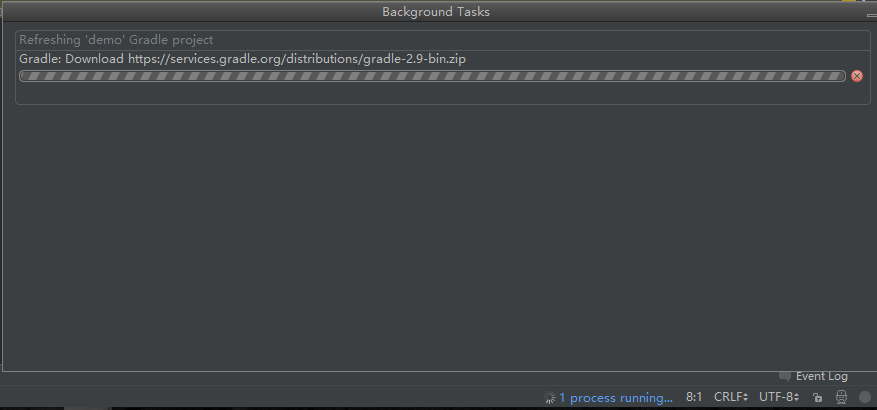 Background Tasks
Refreshing 'demo' Gradle project
Gradle: Download https://services.gradle.org/distributions/gradle-2.9-bin.zip
Event Log
1 process running... 8:1 CRLF UTF-8